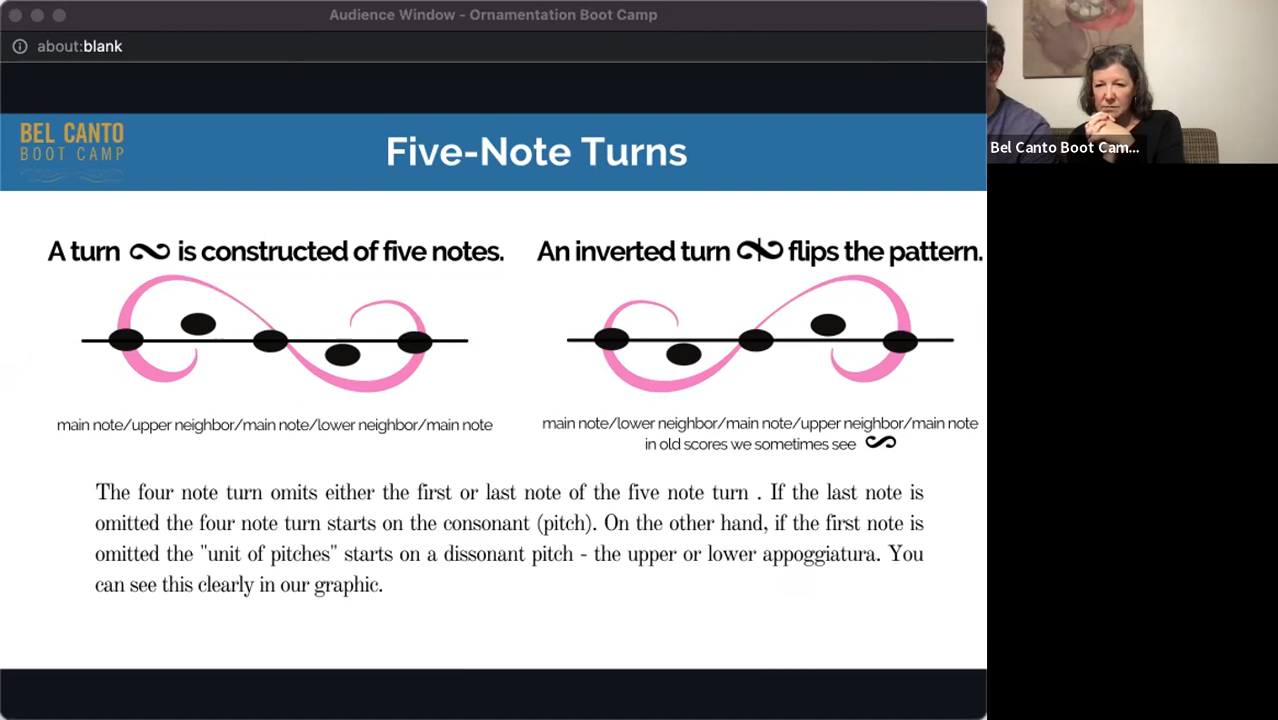 Audience Window - Ornamentation Boot Camp
about:blank
BEL CANTO
BOOT CAMP
Five-Note Turns
Bel Canto Boot Cam...
A turn is constructed of five notes.
An inverted turn flips the pattern.
main note/upper neighbor/main note/lower neighbor/main note
main note/lower neighbor/main note/upper neighbor/main note
in old scores we sometimes see
The four note turn omits either the first or last note of the five note turn . If the last note is
omitted the four note turn starts on the consonant (pitch). On the other hand, if the first note is
omitted the "unit of pitches" starts on a dissonant pitch - the upper or lower appoggiatura. You
can see this clearly in our graphic.